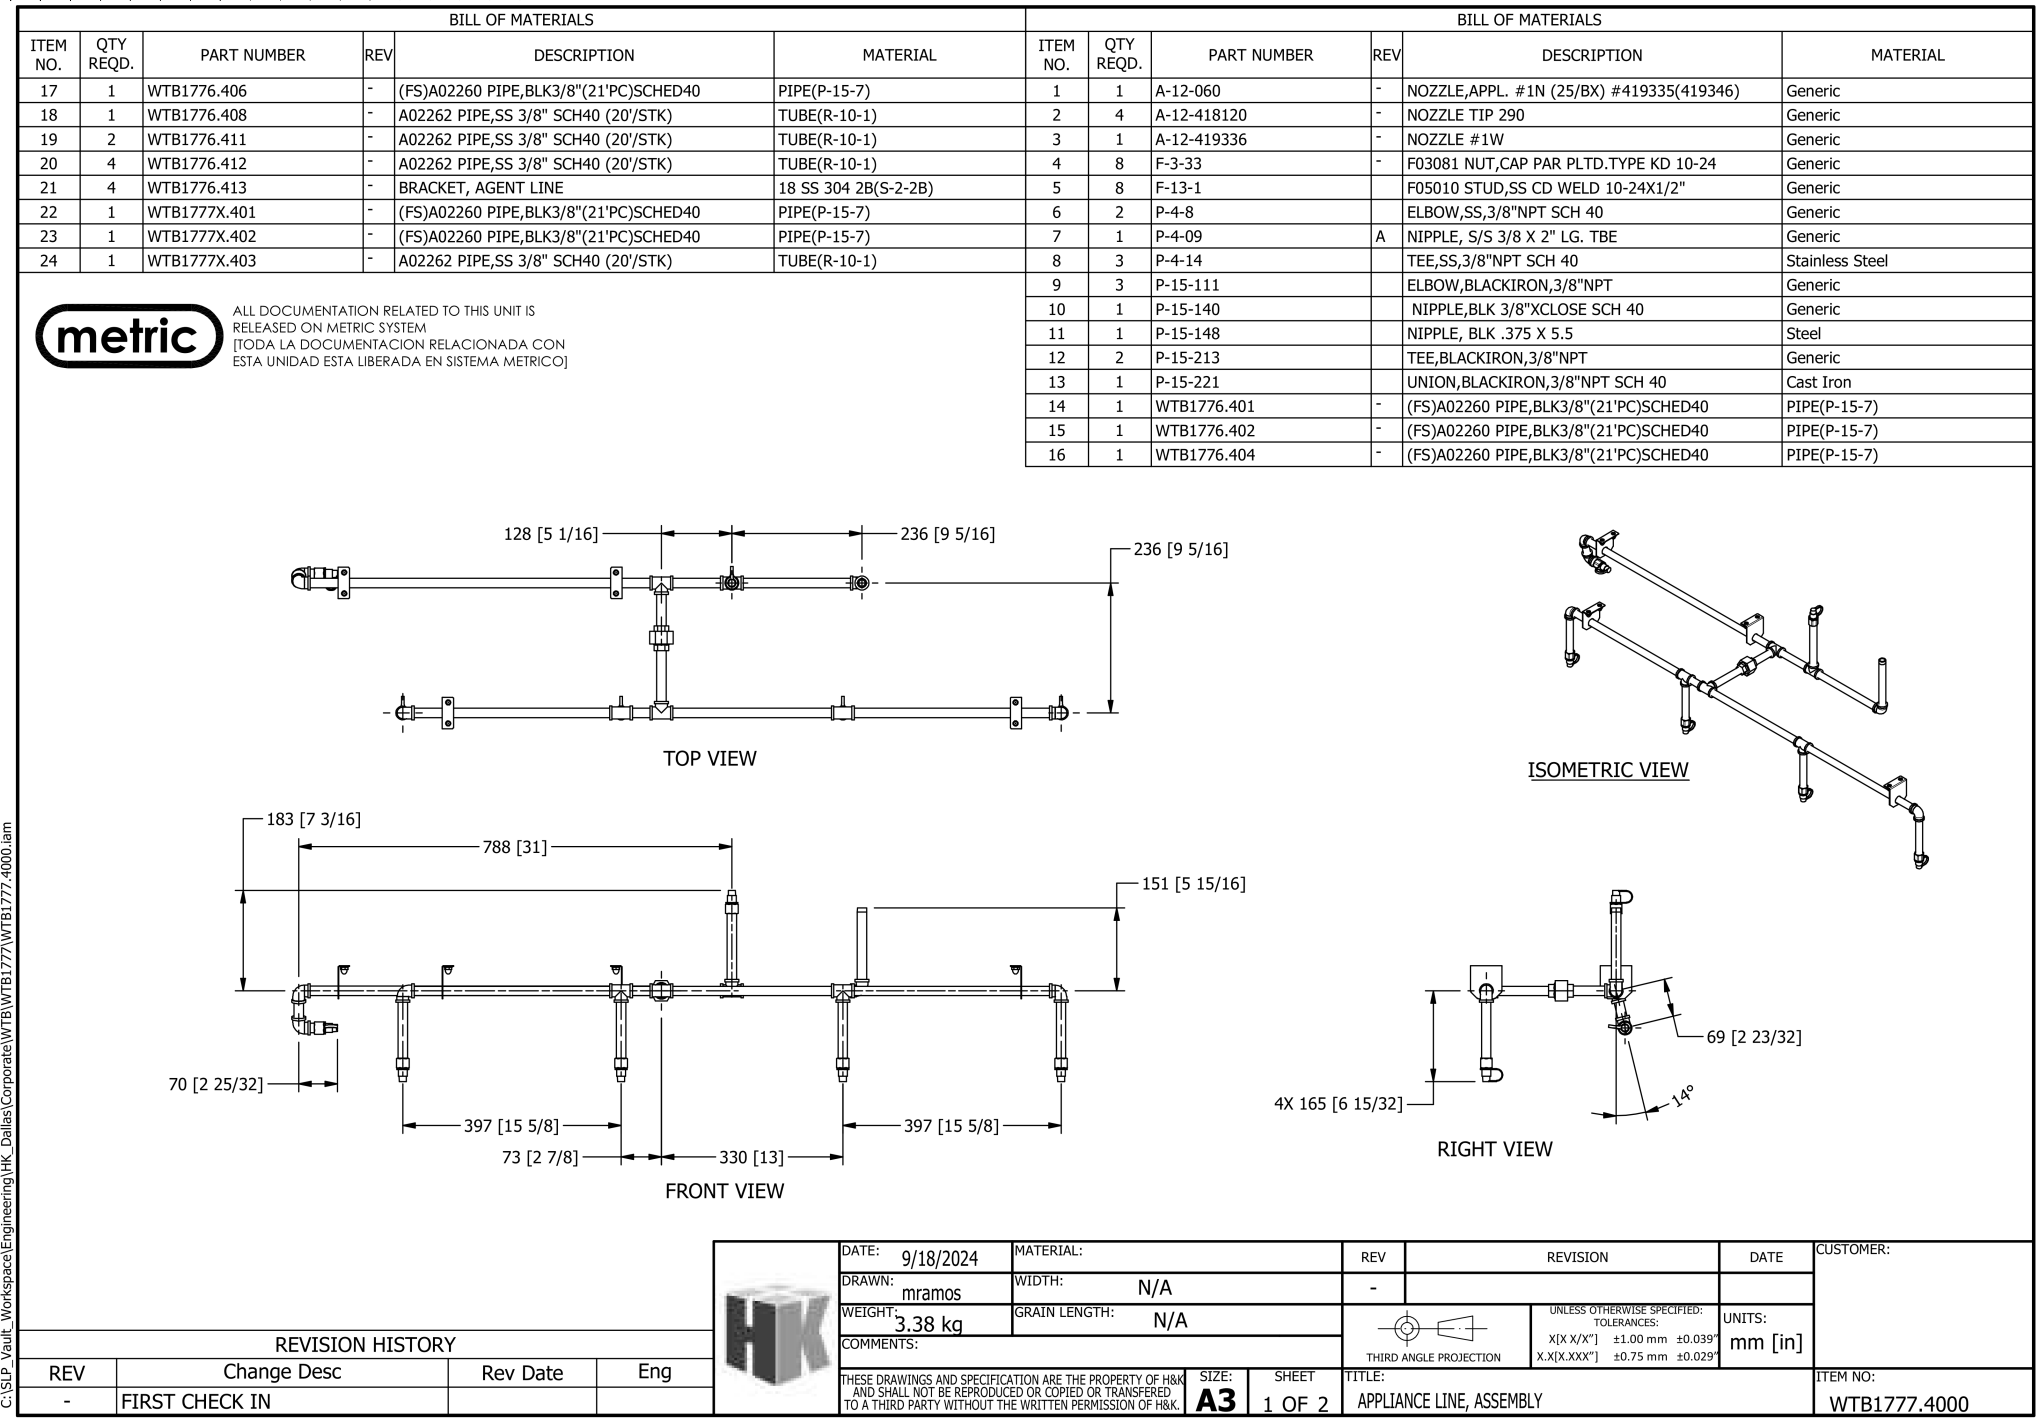 BILL OF MATERIALS
ITEM NO. QTY REQD. PART NUMBER REV DESCRIPTION MATERIAL
17 1 WTB1776.406 - (FS)A02260 PIPE,BLK3/8"(21'PC)SCHED40 PIPE(P-15-7)
18 1 WTB1776.408 - A02262 PIPE,SS 3/8" SCH40 (20'/STK) TUBE(R-10-1)
19 2 WTB1776.411 - A02262 PIPE,SS 3/8" SCH40 (20'/STK) TUBE(R-10-1)
20 4 WTB1776.412 - A02262 PIPE,SS 3/8" SCH40 (20'/STK) TUBE(R-10-1)
21 4 WTB1776.413 - BRACKET, AGENT LINE 18 SS 304 2B(S-2-2B)
22 1 WTB1777X.401 - (FS)A02260 PIPE,BLK3/8"(21'PC)SCHED40 PIPE(P-15-7)
23 1 WTB1777X.402 - (FS)A02260 PIPE,BLK3/8"(21'PC)SCHED40 PIPE(P-15-7)
24 1 WTB1777X.403 - A02262 PIPE,SS 3/8" SCH40 (20'/STK) TUBE(R-10-1)
BILL OF MATERIALS
ITEM NO. QTY REQD. PART NUMBER REV DESCRIPTION MATERIAL
1 1 A-12-060 - NOZZLE,APPL. #1N (25/BX) #419335(419346) Generic
2 4 A-12-418120 - NOZZLE TIP 290 Generic
3 1 A-12-419336 - NOZZLE #1W Generic
4 8 F-3-33 - F03081 NUT,CAP PAR PLTD.TYPE KD 10-24 Generic
5 8 F-13-1 F05010 STUD,SS CD WELD 10-24X1/2" Generic
6 2 P-4-8 ELBOW,SS,3/8"NPT SCH 40 Generic
7 1 P-4-09 A NIPPLE, S/S 3/8 X 2" LG. TBE Generic
8 3 P-4-14 TEE,SS,3/8"NPT SCH 40 Stainless Steel
9 3 P-15-111 ELBOW,BLACKIRON,3/8"NPT Generic
10 1 P-15-140 NIPPLE,BLK 3/8"XCLOSE SCH 40 Generic
11 1 P-15-148 NIPPLE, BLK .375 X 5.5 Steel
12 2 P-15-213 TEE,BLACKIRON,3/8"NPT Generic
13 1 P-15-221 UNION,BLACKIRON,3/8"NPT SCH 40 Cast Iron
14 1 WTB1776.401 - (FS)A02260 PIPE,BLK3/8"(21'PC)SCHED40 PIPE(P-15-7)
15 1 WTB1776.402 - (FS)A02260 PIPE,BLK3/8"(21'PC)SCHED40 PIPE(P-15-7)
16 1 WTB1776.404 - (FS)A02260 PIPE,BLK3/8"(21'PC)SCHED40 PIPE(P-15-7)
metric
ALL DOCUMENTATION RELATED TO THIS UNIT IS
RELEASED ON METRIC SYSTEM
[TODA LA DOCUMENTACION RELACIONADA CON
ESTA UNIDAD ESTA LIBERADA EN SISTEMA METRICO]
128 [5 1/16]
236 [9 5/16]
236 [9 5/16]
TOP VIEW
ISOMETRIC VIEW
183 [7 3/16]
788 [31]
151 [5 15/16]
70 [2 25/32]
397 [15 5/8]
397 [15 5/8]
73 [2 7/8]
330 [13]
FRONT VIEW
69 [2 23/32]
4X 165 [6 15/32]
14°
RIGHT VIEW
C:\SLP_Vault_Workspace\Engineering\HK_Dallas\Corporate\WTB\WTB1777\WTB1777.4000.iam
REVISION HISTORY
REV Change Desc Rev Date Eng
- FIRST CHECK IN
HK
DATE: 9/18/2024
DRAWN: mramos
WEIGHT: 3.38 kg
COMMENTS:
MATERIAL:
WIDTH: N/A
GRAIN LENGTH: N/A
THESE DRAWINGS AND SPECIFICATION ARE THE PROPERTY OF H&K
AND SHALL NOT BE REPRODUCED OR COPIED OR TRANSFERED
TO A THIRD PARTY WITHOUT THE WRITTEN PERMISSION OF H&K.
SIZE: A3
SHEET 1 OF 2
REV REVISION DATE
-
THIRD ANGLE PROJECTION
UNLESS OTHERWISE SPECIFIED:
TOLERANCES:
X[X X/X"] ±1.00 mm ±0.039"
X.X[X.XXX"] ±0.75 mm ±0.029"
UNITS: mm [in]
CUSTOMER:
TITLE: APPLIANCE LINE, ASSEMBLY
ITEM NO: WTB1777.4000